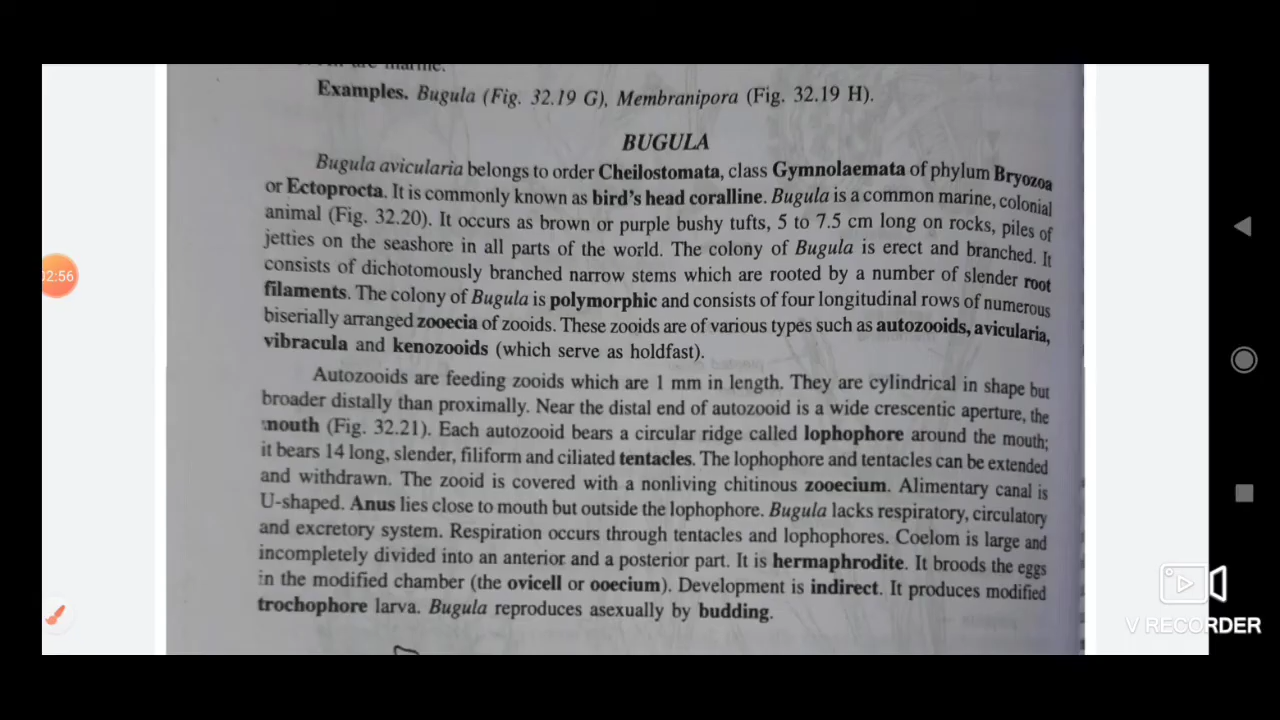 are marine.
Examples. Bugula (Fig. 32.19 G), Membranipora (Fig. 32.19 H).
BUGULA
Bugula avicularia belongs to order Cheilostomata, class Gymnolaemata of phylum Bryozoa
or Ectoprocta. It is commonly known as bird's head coralline. Bugula is a common marine, colonial
animal (Fig. 32.20). It occurs as brown or purple bushy tufts, 5 to 7.5 cm long on rocks, piles of
jetties on the seashore in all parts of the world. The colony of Bugula is erect and branched. It
consists of dichotomously branched narrow stems which are rooted by a number of slender root
filaments. The colony of Bugula is polymorphic and consists of four longitudinal rows of numerous
biserially arranged zooecia of zooids. These zooids are of various types such as autozooids, avicularia,
vibracula and kenozooids (which serve as holdfast).
Autozooids are feeding zooids which are 1 mm in length. They are cylindrical in shape but
broader distally than proximally. Near the distal end of autozooid is a wide crescentic aperture, the
mouth (Fig. 32.21). Each autozooid bears a circular ridge called lophophore around the mouth;
it bears 14 long, slender, filiform and ciliated tentacles. The lophophore and tentacles can be extended
and withdrawn. The zooid is covered with a nonliving chitinous zooecium. Alimentary canal is
U-shaped. Anus lies close to mouth but outside the lophophore. Bugula lacks respiratory, circulatory
and excretory system. Respiration occurs through tentacles and lophophores. Coelom is large and
incompletely divided into an anterior and a posterior part. It is hermaphrodite. It broods the eggs
in the modified chamber (the ovicell or ooecium). Development is indirect. It produces modified
trochophore larva. Bugula reproduces asexually by budding.
02:56
V RECORDER